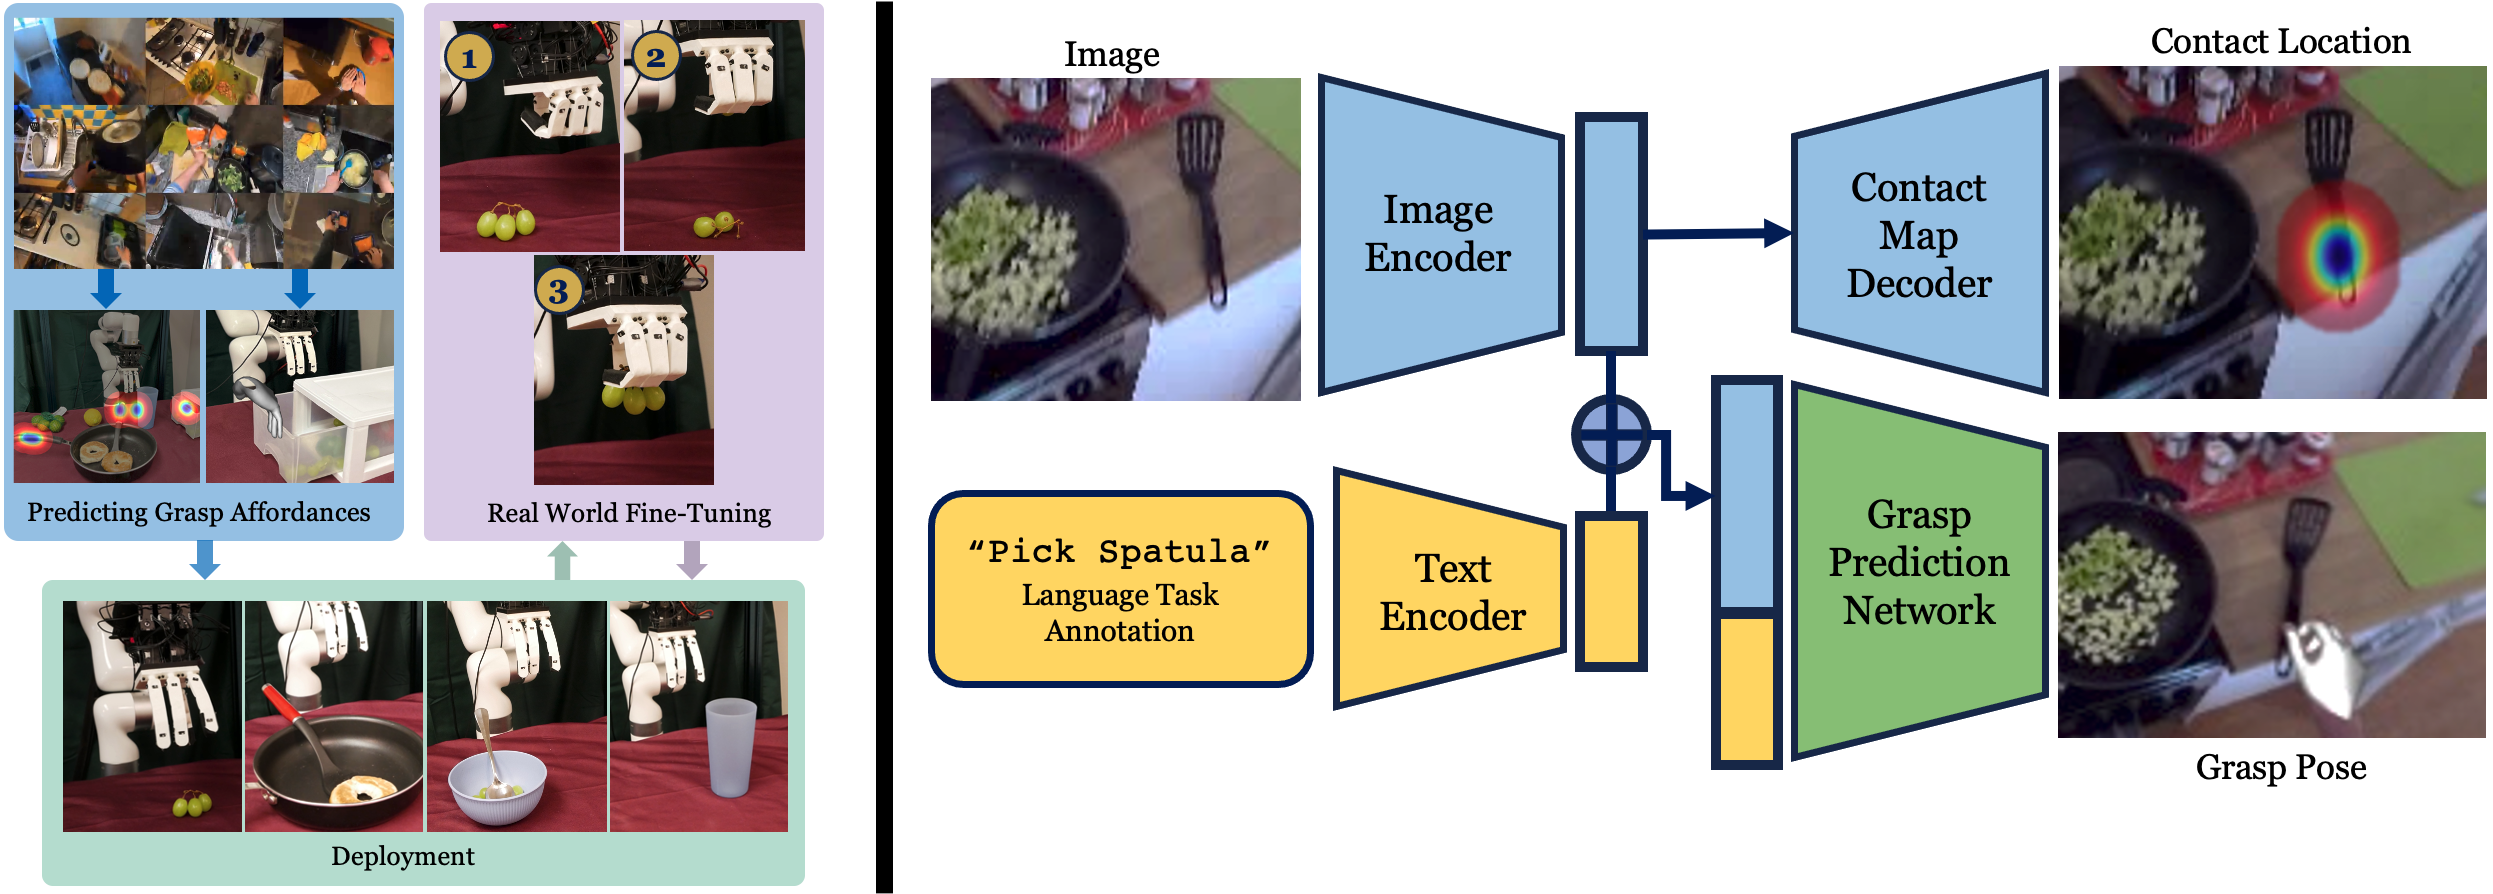 1
2
3
Predicting Grasp Affordances
Real World Fine-Tuning
Deployment
Image
Image
Encoder
Contact
Map
Decoder
Contact Location
“Pick Spatula”
Language Task
Annotation
Text
Encoder
Grasp
Prediction
Network
Grasp Pose